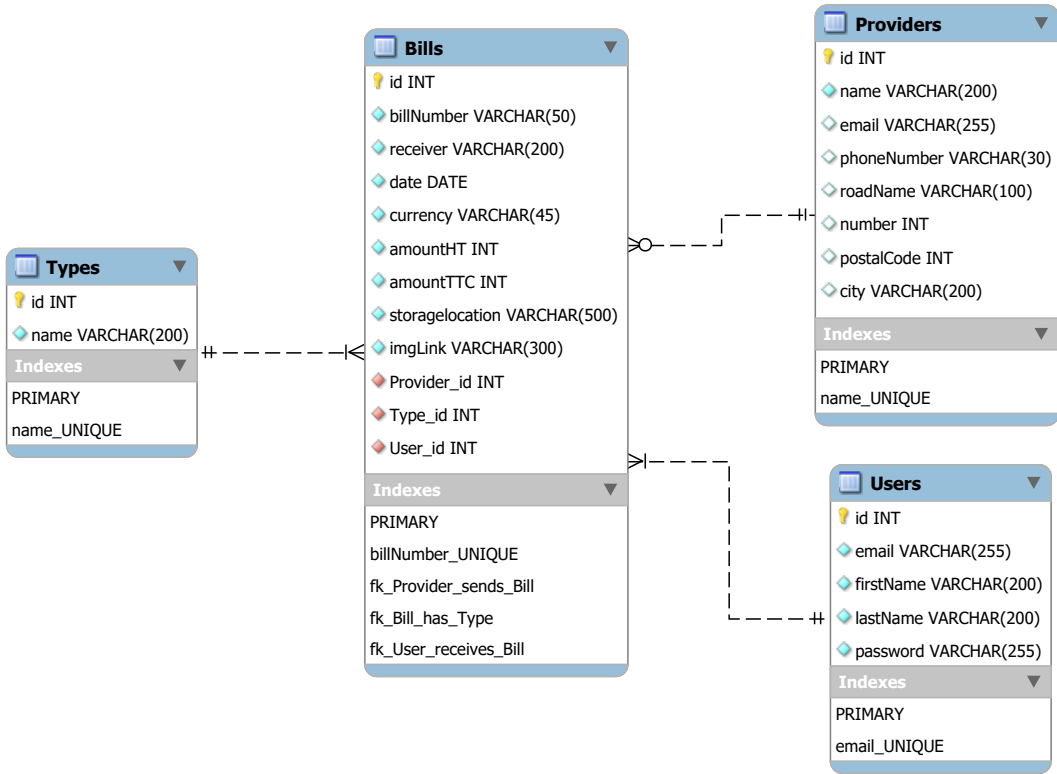 Types
id INT
name VARCHAR(200)
Indexes
PRIMARY
name_UNIQUE
Bills
id INT
billNumber VARCHAR(50)
receiver VARCHAR(200)
date DATE
currency VARCHAR(45)
amountHT INT
amountTTC INT
storagelocation VARCHAR(500)
imgLink VARCHAR(300)
Provider_id INT
Type_id INT
User_id INT
Indexes
PRIMARY
billNumber_UNIQUE
fk_Provider_sends_Bill
fk_Bill_has_Type
fk_User_receives_Bill
Providers
id INT
name VARCHAR(200)
email VARCHAR(255)
phoneNumber VARCHAR(30)
roadName VARCHAR(100)
number INT
postalCode INT
city VARCHAR(200)
Indexes
PRIMARY
name_UNIQUE
Users
id INT
email VARCHAR(255)
firstName VARCHAR(200)
lastName VARCHAR(200)
password VARCHAR(255)
Indexes
PRIMARY
email_UNIQUE